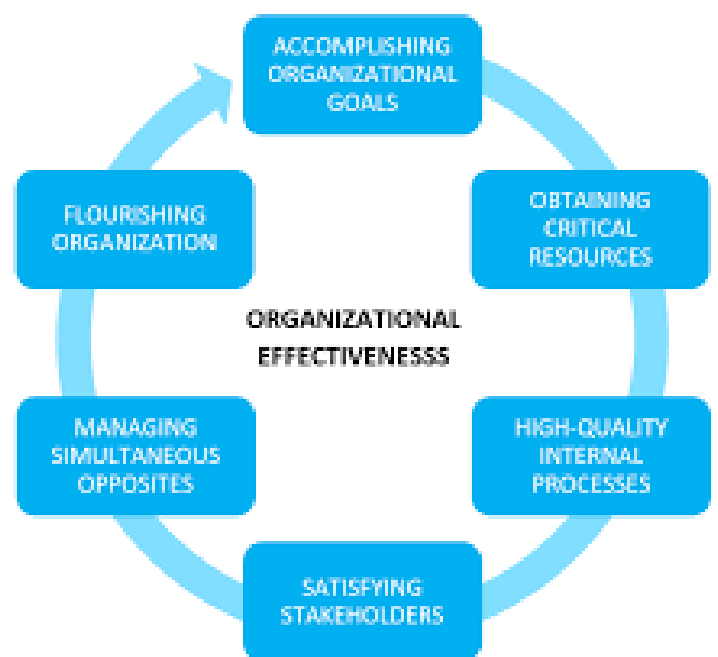 ACCOMPLISHING
ORGANIZATIONAL
GOALS
OBTAINING
CRITICAL
RESOURCES
HIGH-QUALITY
INTERNAL
PROCESSES
SATISFYING
STAKEHOLDERS
MANAGING
SIMULTANEOUS
OPPOSITES
FLOURISHING
ORGANIZATION
ORGANIZATIONAL
EFFECTIVENESSS